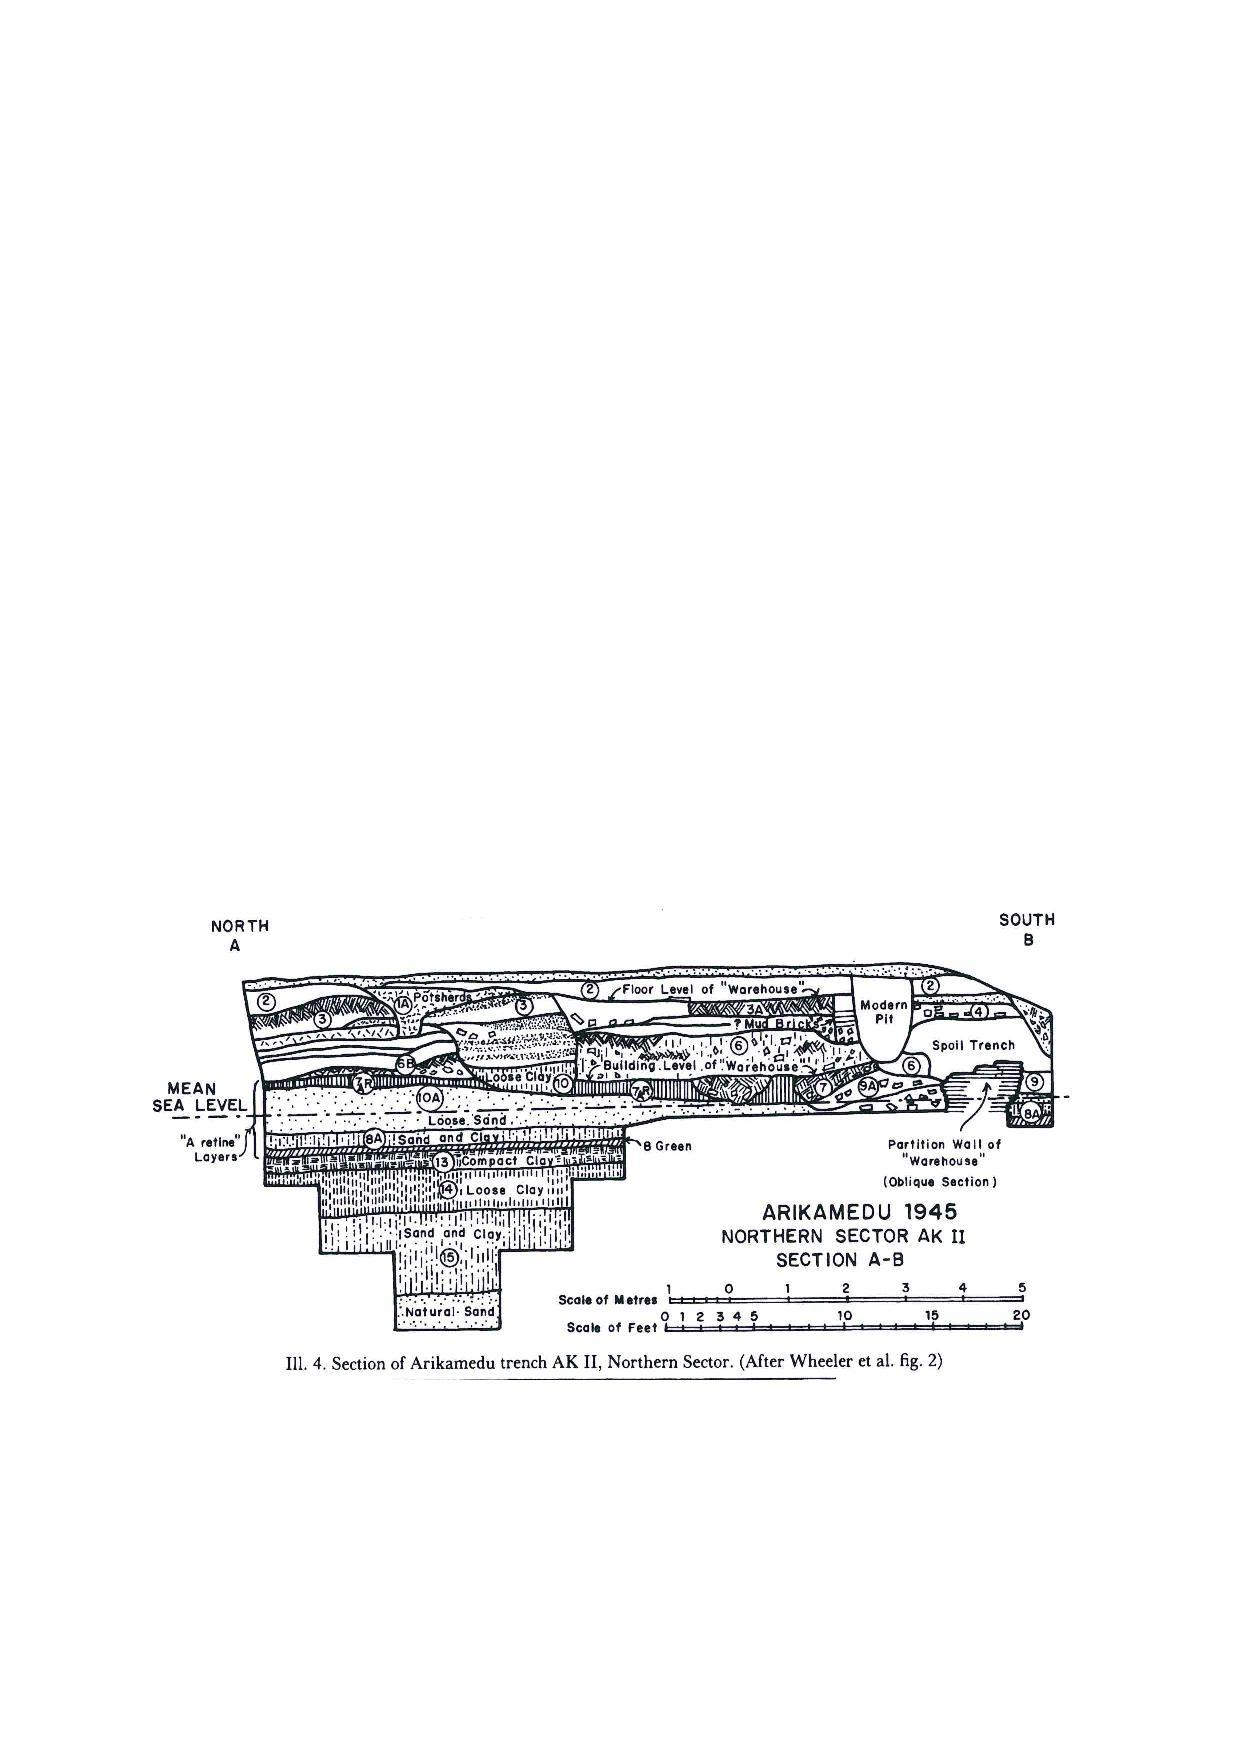 NORTH
A
SOUTH
B
2
3
1A
Potsherds
3
2
Floor Level of "Warehouse"
3A
? Mud Bricks
Modern
Pit
2
4
Spoil Trench
6
6
Building Level of "Warehouse"
6B
Loose Clay
10
7
9A
9
8A
MEAN
SEA LEVEL
10A
Loose Sand
"A retine"
Layers
8A
Sand and Clay
8 Green
13
Compact Clay
14
Loose Clay
Sand and Clay
15
Natural Sand
Partition Wall of
"Warehouse"
(Oblique Section)
ARIKAMEDU 1945
NORTHERN SECTOR AK II
SECTION A-B
1 0 1 2 3 4 5
Scale of Metres
0 1 2 3 4 5 10 15 20
Scale of Feet
Ill. 4. Section of Arikamedu trench AK II, Northern Sector. (After Wheeler et al. fig. 2)